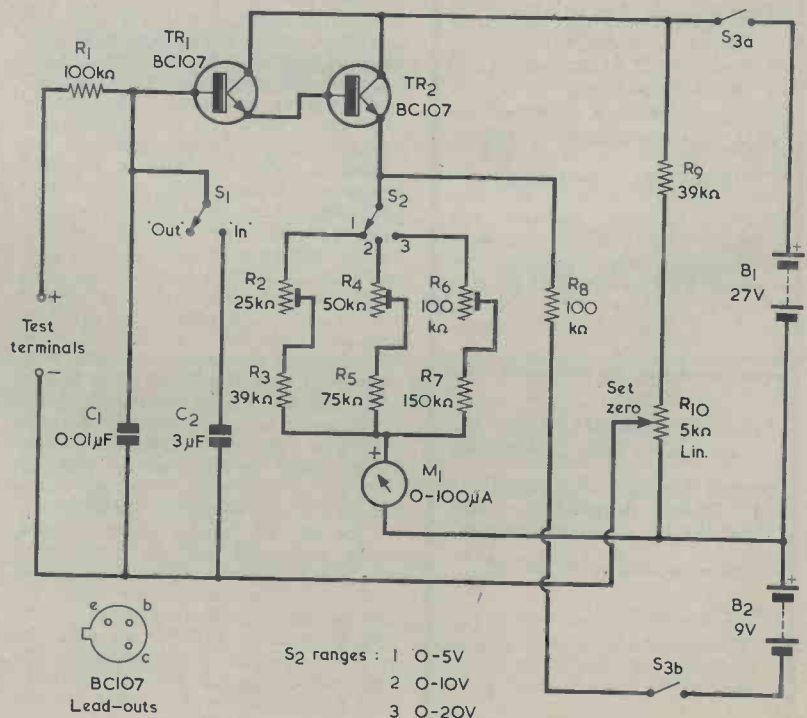 TR1
BC107
R1
100kΩ
TR2
BC107
S3a
R9
39kΩ
S1
'Out'
'In'
S2
1
2
3
R2
25kΩ
R4
50kΩ
R6
100
kΩ
R8
100
kΩ
B1
27V
+
+
Test
terminals
-
R3
39kΩ
R5
75kΩ
R7
150kΩ
Set
zero
R10
5kΩ
Lin.
C1
0·01µF
C2
3µF
+
M1
0-100µA
+
B2
9V
e
b
c
BC107
Lead-outs
S2 ranges : 1 0-5V
2 0-10V
3 0-20V
S3b